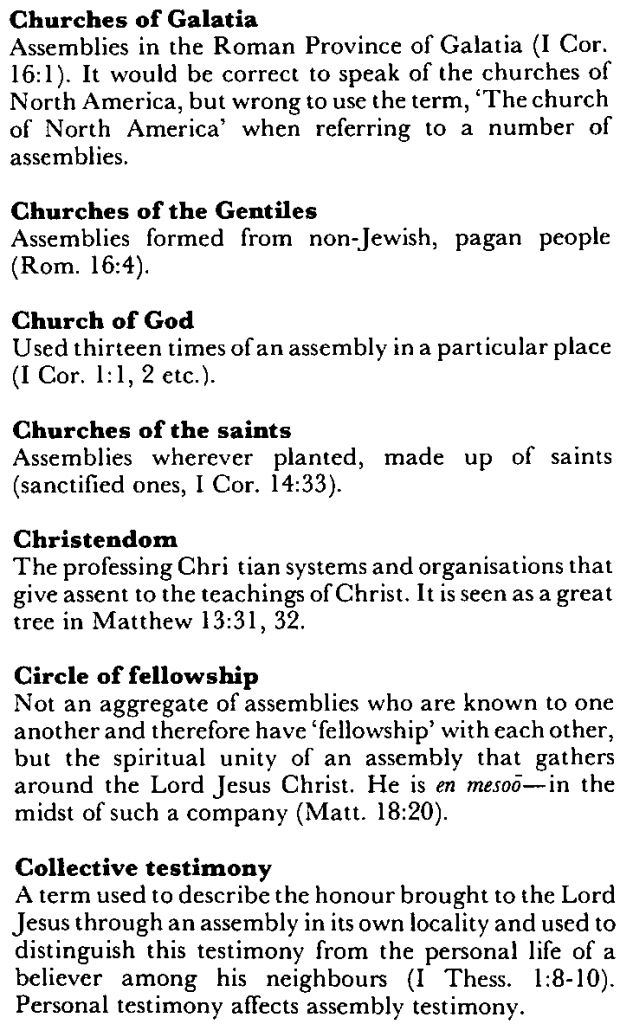 Churches of Galatia
Assemblies in the Roman Province of Galatia (I Cor.
16:1). It would be correct to speak of the churches of
North America, but wrong to use the term, ‘The church
of North America’ when referring to a number of
assemblies.
Churches of the Gentiles
Assemblies formed from non-Jewish, pagan people
(Rom. 16:4).
Church of God
Used thirteen times of an assembly in a particular place
(I Cor. 1:1, 2 etc.).
Churches of the saints
Assemblies wherever planted, made up of saints
(sanctified ones, I Cor. 14:33).
Christendom
The professing Chri tian systems and organisations that
give assent to the teachings of Christ. It is seen as a great
tree in Matthew 13:31, 32.
Circle of fellowship
Not an aggregate of assemblies who are known to one
another and therefore have ‘fellowship’ with each other,
but the spiritual unity of an assembly that gathers
around the Lord Jesus Christ. He is en mesoō—in the
midst of such a company (Matt. 18:20).
Collective testimony
A term used to describe the honour brought to the Lord
Jesus through an assembly in its own locality and used to
distinguish this testimony from the personal life of a
believer among his neighbours (I Thess. 1:8-10).
Personal testimony affects assembly testimony.